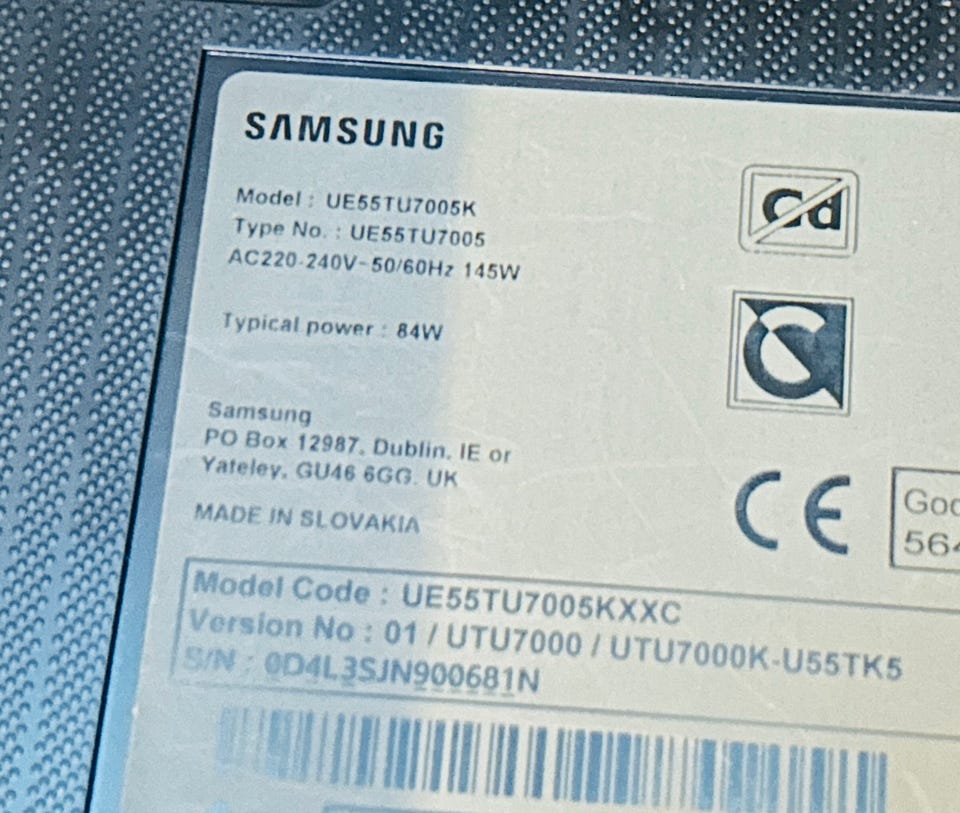 SAMSUNG
Model : UE55TU7005K
Type No. : UE55TU7005
AC220-240V~50/60Hz 145W
Typical power : 84W
Samsung
PO Box 12987, Dublin. IE or
Yateley, GU46 6GG. UK
MADE IN SLOVAKIA
Cd
CE
God
564
Model Code : UE55TU7005KXXC
Version No : 01 / UTU7000 / UTU7000K-U55TK5
S/N : 0D4L3SJN900681N